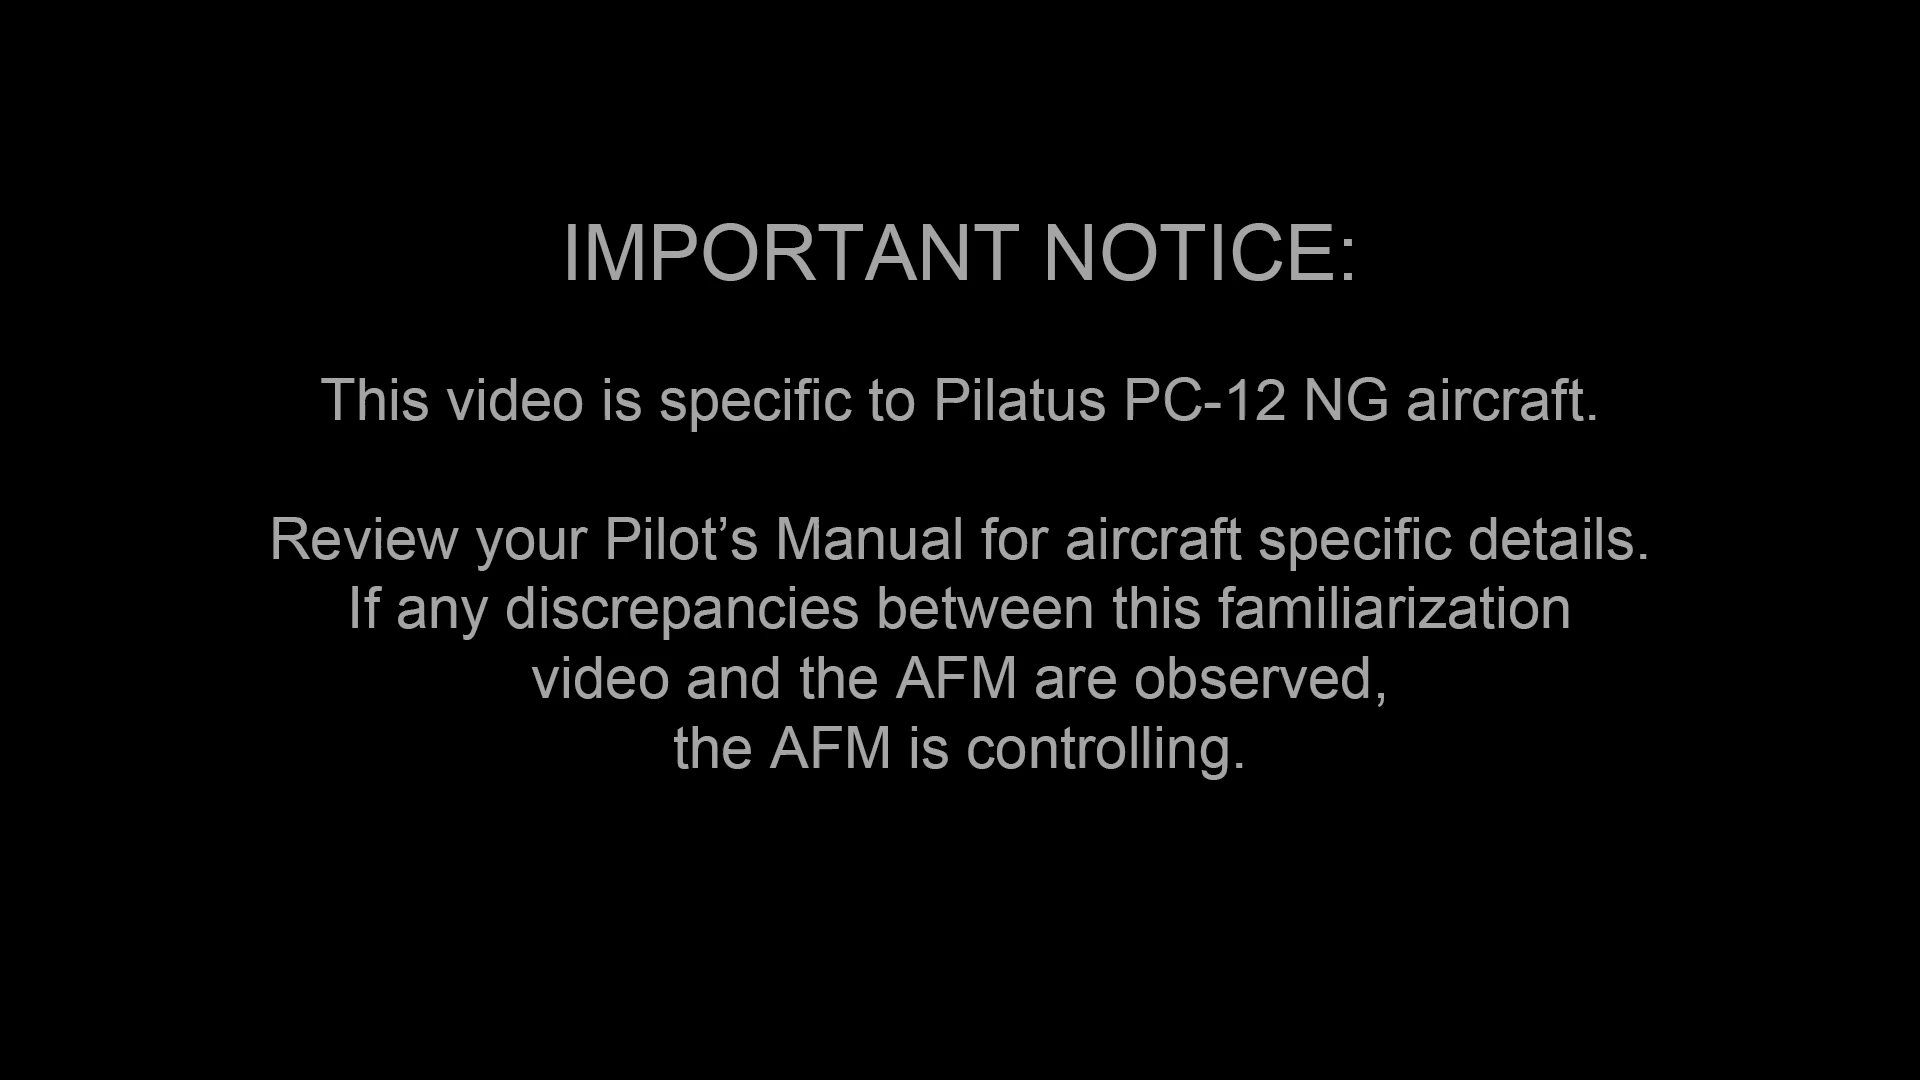 IMPORTANT NOTICE:
This video is specific to Pilatus PC-12 NG aircraft.
Review your Pilot’s Manual for aircraft specific details.
If any discrepancies between this familiarization
video and the AFM are observed,
the AFM is controlling.